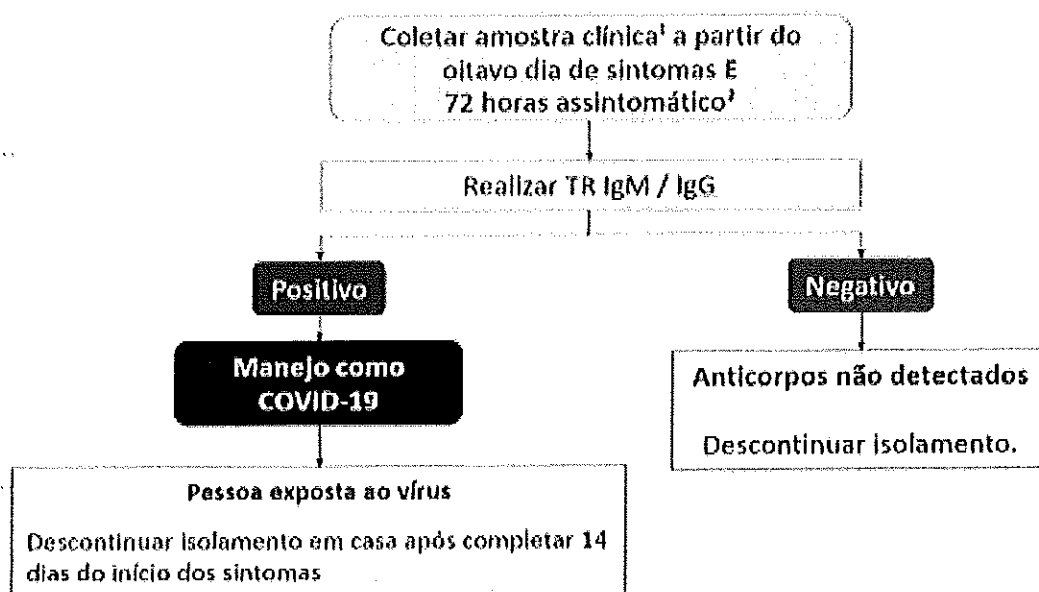 Coletar amostra clínica¹ a partir do
oitavo dia de sintomas E
72 horas assintomático²
Realizar TR IgM / IgG
Positivo
Negativo
Manejo como
COVID-19
Anticorpos não detectados
Descontinuar isolamento.
Pessoa exposta ao vírus
Descontinuar isolamento em casa após completar 14
dias do início dos sintomas